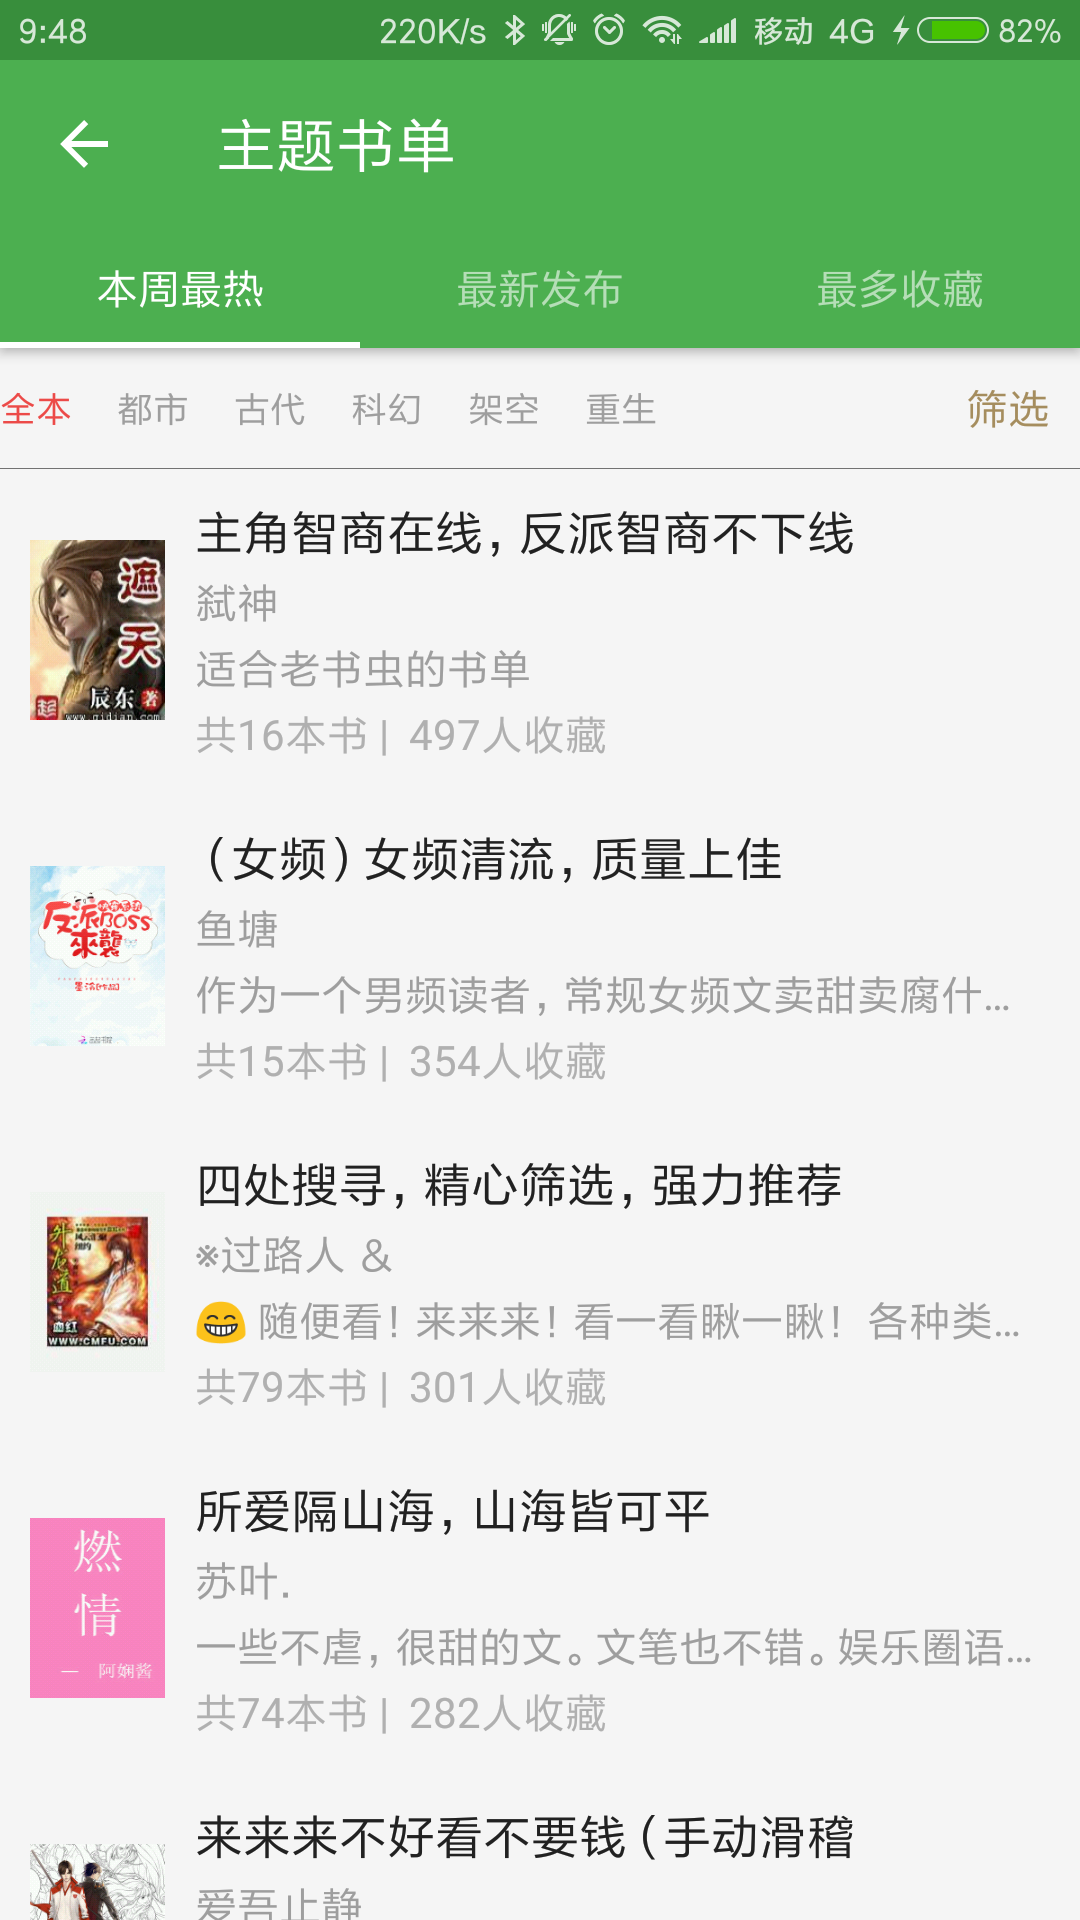 9:48 220K/s 移动 4G 82%
主题书单
本周最热 最新发布 最多收藏
全本 都市 古代 科幻 架空 重生 筛选
主角智商在线，反派智商不下线
弑神
适合老书虫的书单
共16本书 | 497人收藏
遮天
辰东 著
起
www.qidian.com
（女频）女频清流，质量上佳
鱼塘
作为一个男频读者，常规女频文卖甜卖腐什...
共15本书 | 354人收藏
反派BOSS
來襲
四处搜寻，精心筛选，强力推荐
※过路人 &
😁 随便看！来来来！看一看瞅一瞅！各种类...
共79本书 | 301人收藏
升龙道
血红
WWW.CMFU.COM
所爱隔山海，山海皆可平
苏叶.
一些不虐，很甜的文。文笔也不错。娱乐圈语...
共74本书 | 282人收藏
燃
情
— 阿娴酱
来来来不好看不要钱（手动滑稽
爱吾止静